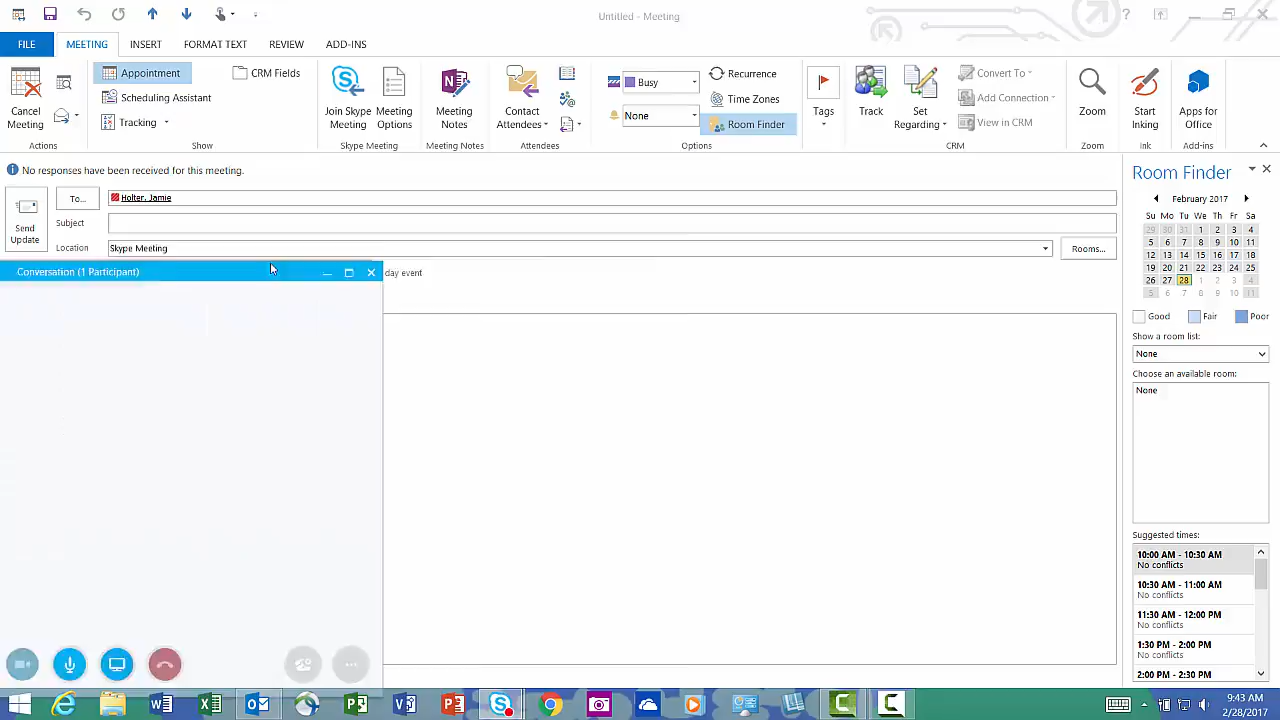 Untitled - Meeting
FILE
MEETING
INSERT
FORMAT TEXT
REVIEW
ADD-INS
Cancel
Meeting
Actions
Appointment
Scheduling Assistant
Tracking
CRM Fields
Show
Join Skype
Meeting
Meeting
Options
Skype Meeting
Meeting
Notes
Meeting Notes
Contact
Attendees
Attendees
Busy
None
Recurrence
Time Zones
Room Finder
Options
Tags
Track
Set
Regarding
Convert To
Add Connection
View in CRM
CRM
Zoom
Zoom
Start
Inking
Ink
Apps for
Office
Add-ins
No responses have been received for this meeting.
Send
Update
To...
Holter, Jamie
Subject
Location
Skype Meeting
Rooms...
Conversation (1 Participant)
day event
Room Finder
February 2017
Su Mo Tu We Th Fr Sa
29 30 31 1 2 3 4
5 6 7 8 9 10 11
12 13 14 15 16 17 18
19 20 21 22 23 24 25
26 27 28 1 2 3 4
5 6 7 8 9 10 11
Good
Fair
Poor
Show a room list:
None
Choose an available room:
None
Suggested times:
10:00 AM - 10:30 AM
No conflicts
10:30 AM - 11:00 AM
No conflicts
11:30 AM - 12:00 PM
No conflicts
1:30 PM - 2:00 PM
No conflicts
2:00 PM - 2:30 PM
9:43 AM
2/28/2017